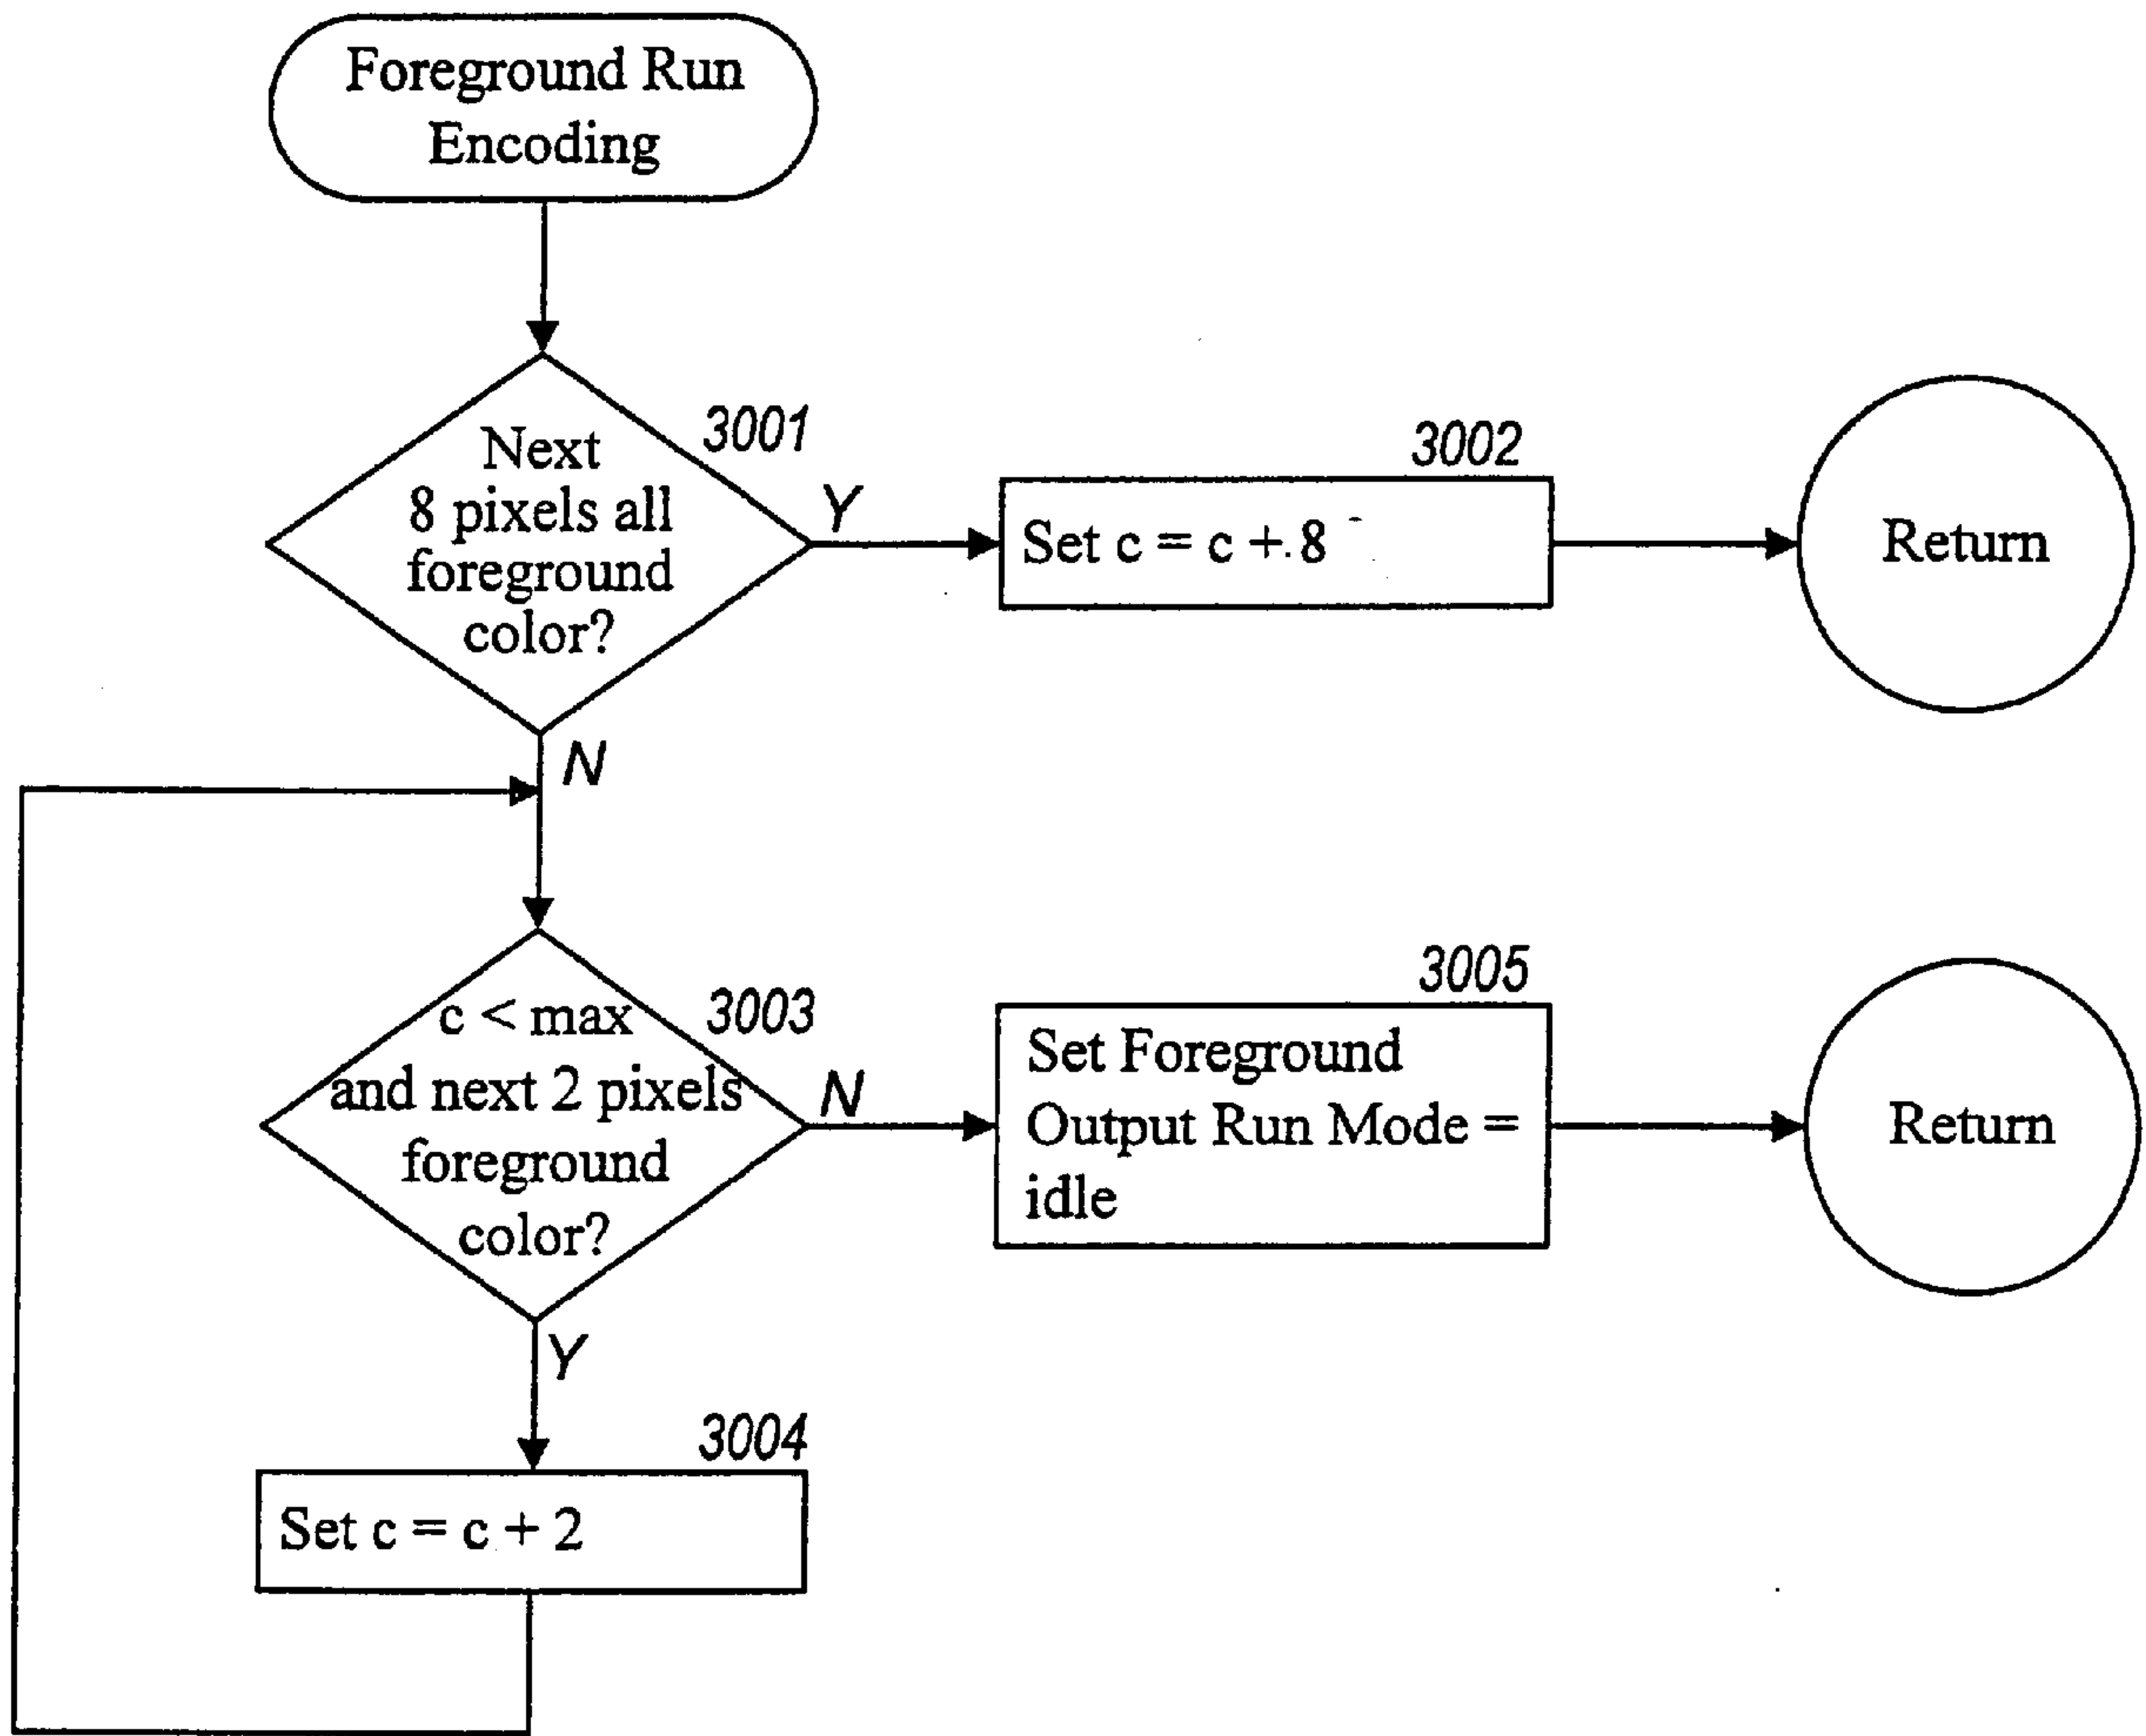 Foreground Run
Encoding
3001
Next
8 pixels all
foreground
color?
Y
3002
Set c = c + 8
Return
N
3003
c < max
and next 2 pixels
foreground
color?
N
3005
Set Foreground
Output Run Mode =
idle
Return
Y
3004
Set c = c + 2